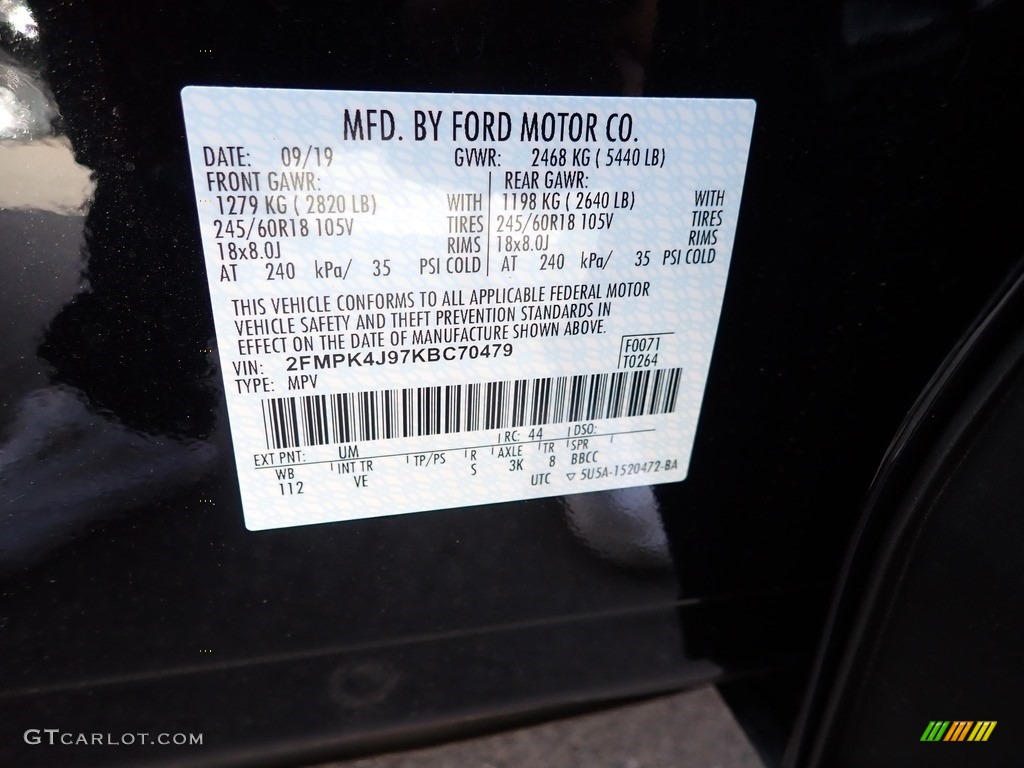 MFD. BY FORD MOTOR CO.
DATE: 09/19 GVWR: 2468 KG ( 5440 LB)
FRONT GAWR: REAR GAWR:
1279 KG ( 2820 LB) WITH 1198 KG ( 2640 LB) WITH
245/60R18 105V TIRES 245/60R18 105V TIRES
18x8.0J RIMS 18x8.0J RIMS
AT 240 kPa/ 35 PSI COLD AT 240 kPa/ 35 PSI COLD
THIS VEHICLE CONFORMS TO ALL APPLICABLE FEDERAL MOTOR
VEHICLE SAFETY AND THEFT PREVENTION STANDARDS IN
EFFECT ON THE DATE OF MANUFACTURE SHOWN ABOVE.
VIN: 2FMPK4J97KBC70479 F0071
TYPE: MPV T0264
EXT PNT: UM RC: 44 DSO:
WB INT TR TP/PS R AXLE TR SPR
112 VE S 3K 8 BBCC
UTC ▽ 5U5A-1520472-BA
GTCARLOT.COM